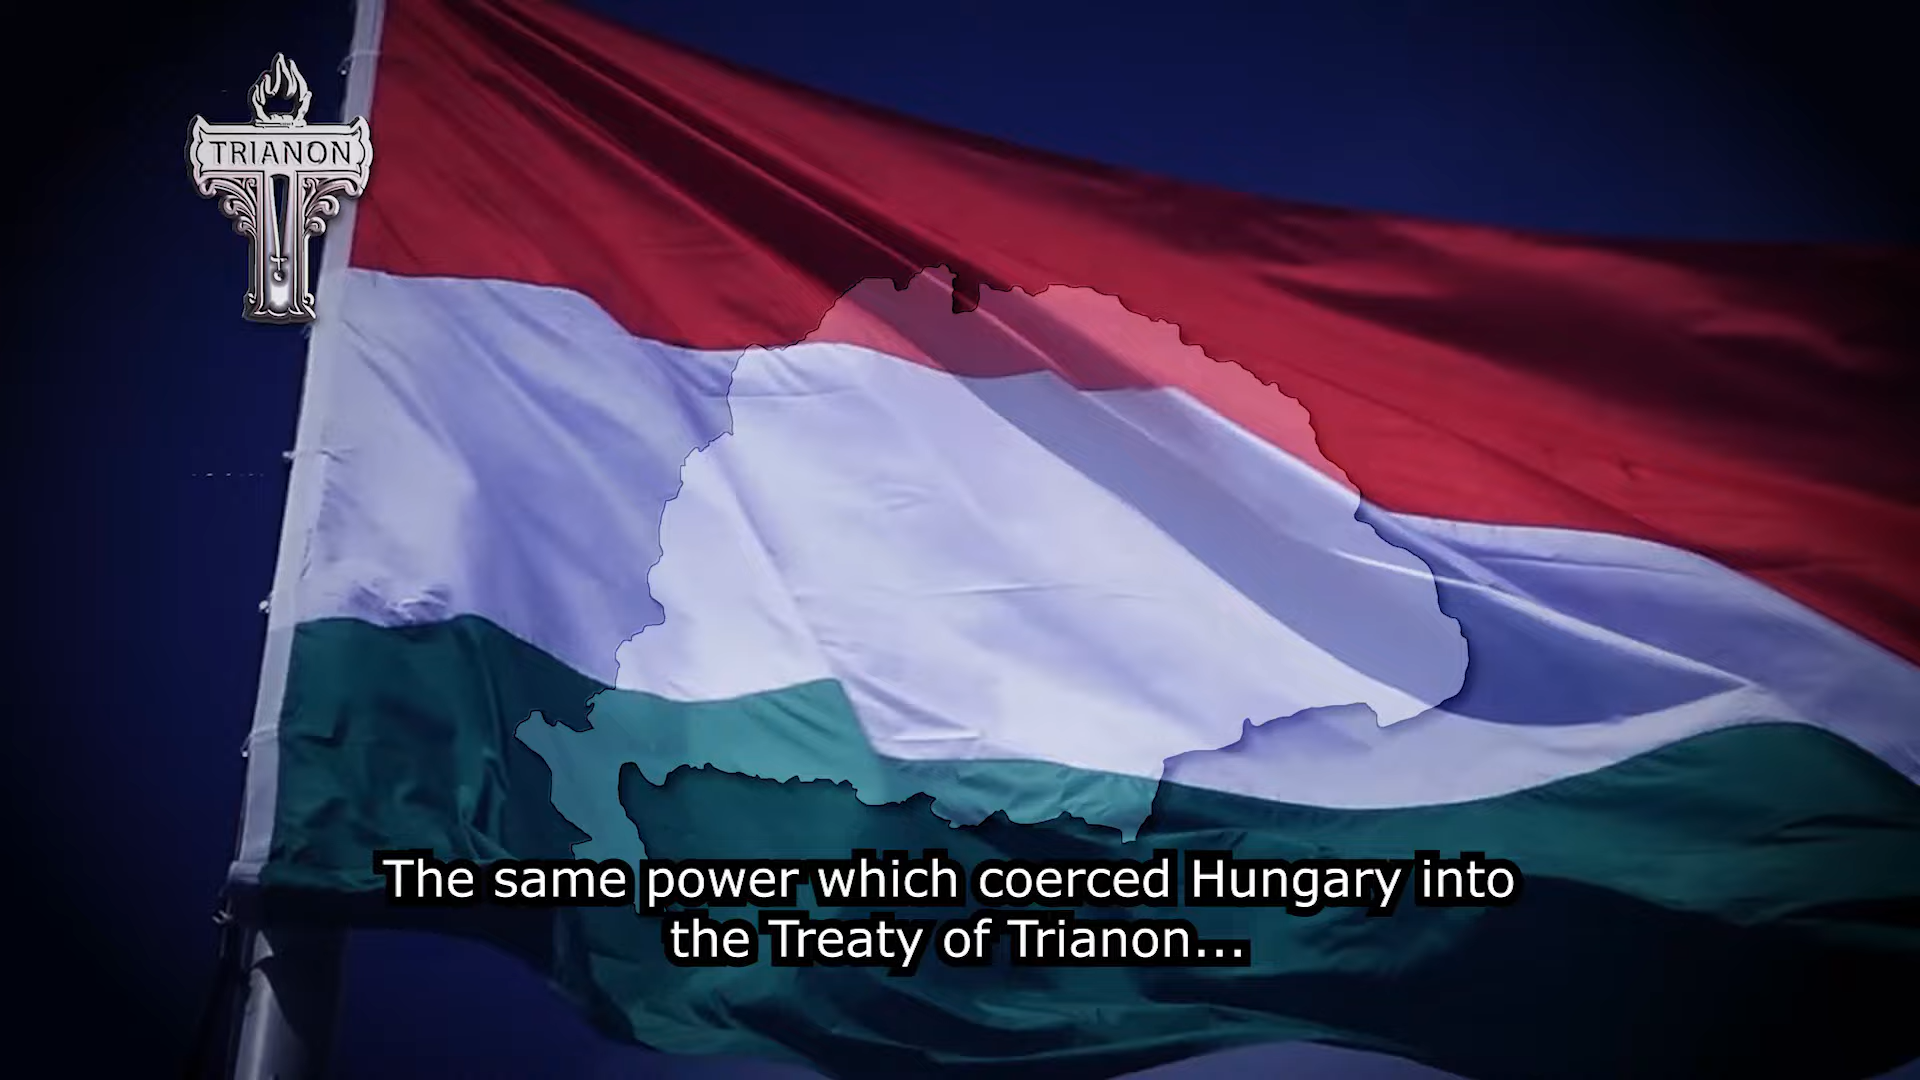 TRIANON
The same power which coerced Hungary into
the Treaty of Trianon...